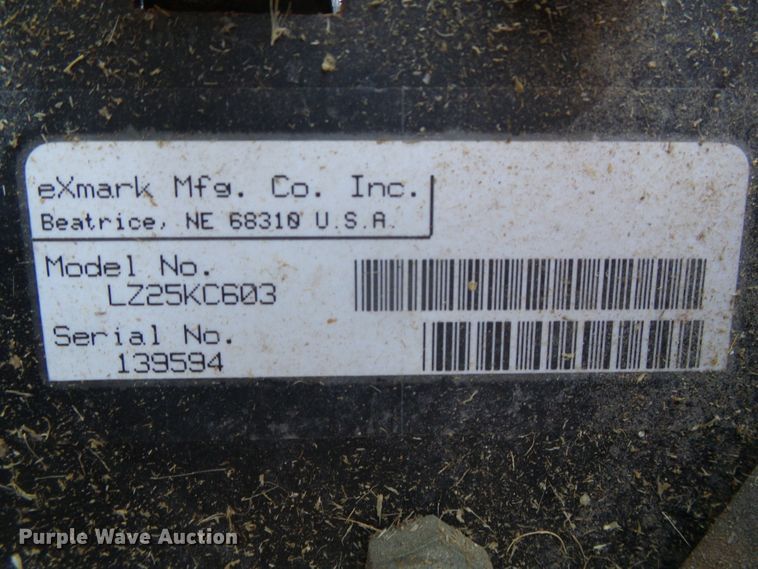 eXmark Mfg. Co. Inc.
Beatrice, NE 68310 U.S.A.
Model No.
LZ25KC603
Serial No.
139594
Purple Wave Auction